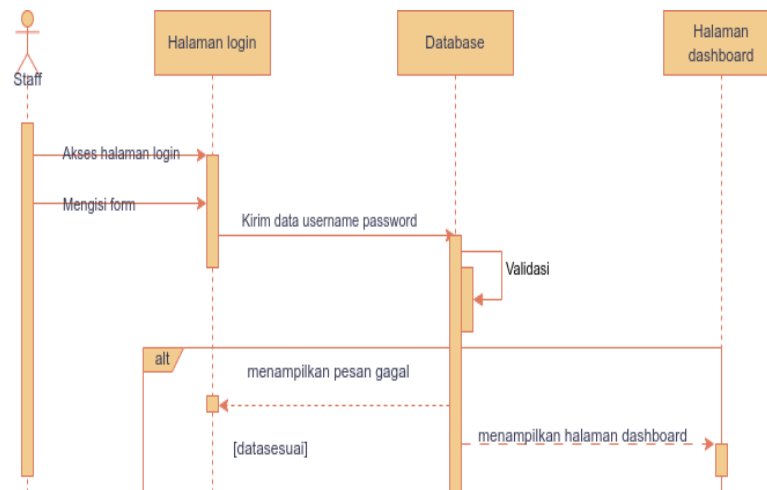 Staff
Halaman login
Database
Halaman
dashboard
Akses halaman login
Mengisi form
Kirim data username password
Validasi
alt
menampilkan pesan gagal
menampilkan halaman dashboard
[datasesuai]